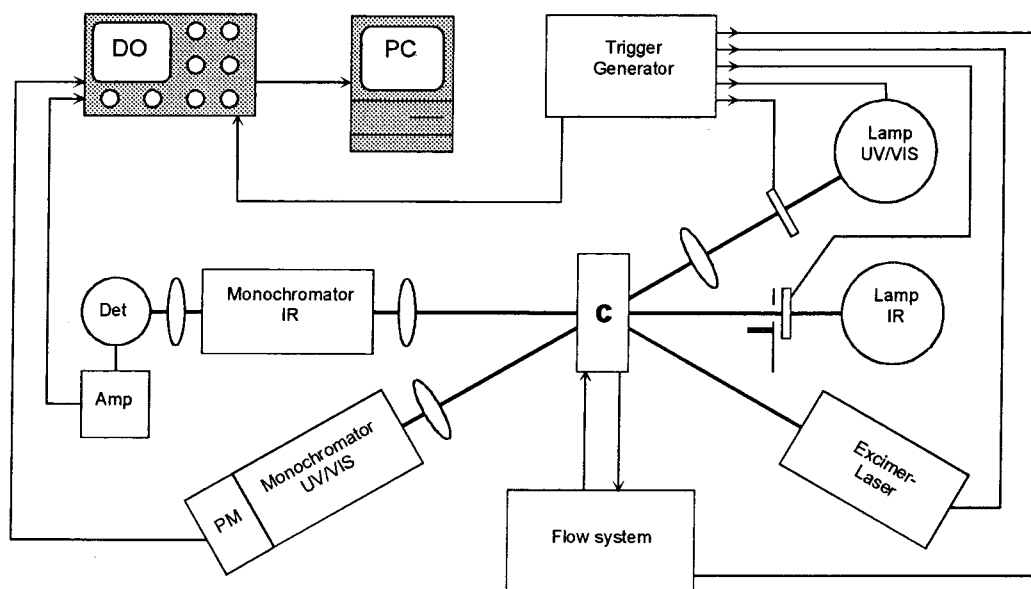 DO
PC
Trigger
Generator
Lamp
UV/VIS
Det
Monochromator
IR
C
Lamp
IR
Amp
Monochromator
UV/VIS
PM
Excimer-
Laser
Flow system